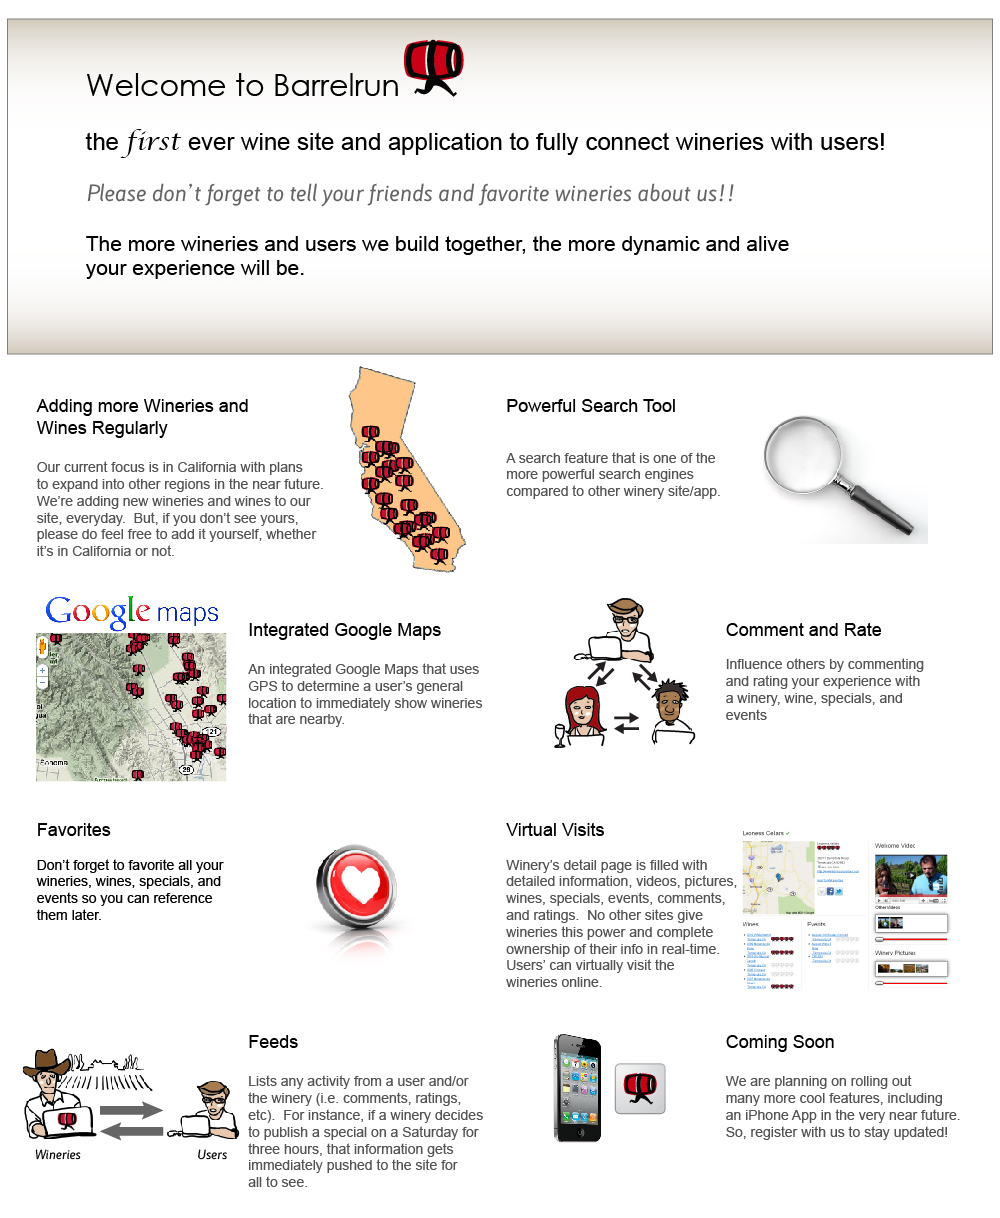 Welcome to Barrelrun
the first ever wine site and application to fully connect wineries with users!
Please don't forget to tell your friends and favorite wineries about us!!
The more wineries and users we build together, the more dynamic and alive
your experience will be.
Adding more Wineries and
Wines Regularly
Our current focus is in California with plans
to expand into other regions in the near future.
We're adding new wineries and wines to our
site, everyday.  But, if you don't see yours,
please do feel free to add it yourself, whether
it's in California or not.
Powerful Search Tool
A search feature that is one of the
more powerful search engines
compared to other winery site/app.
Google maps
121
Sonoma
29
Integrated Google Maps
An integrated Google Maps that uses
GPS to determine a user's general
location to immediately show wineries
that are nearby.
Comment and Rate
Influence others by commenting
and rating your experience with
a winery, wine, specials, and
events
Favorites
Don't forget to favorite all your
wineries, wines, specials, and
events so you can reference
them later.
Virtual Visits
Winery's detail page is filled with
detailed information, videos, pictures,
wines, specials, events, comments,
and ratings.  No other sites give
wineries this power and complete
ownership of their info in real-time.
Users' can virtually visit the
wineries online.
Welcome Video
Other Videos
Wines
Events
Winery Pictures
Wineries
Users
Feeds
Lists any activity from a user and/or
the winery (i.e. comments, ratings,
etc).  For instance, if a winery decides
to publish a special on a Saturday for
three hours, that information gets
immediately pushed to the site for
all to see.
Coming Soon
We are planning on rolling out
many more cool features, including
an iPhone App in the very near future.
So, register with us to stay updated!